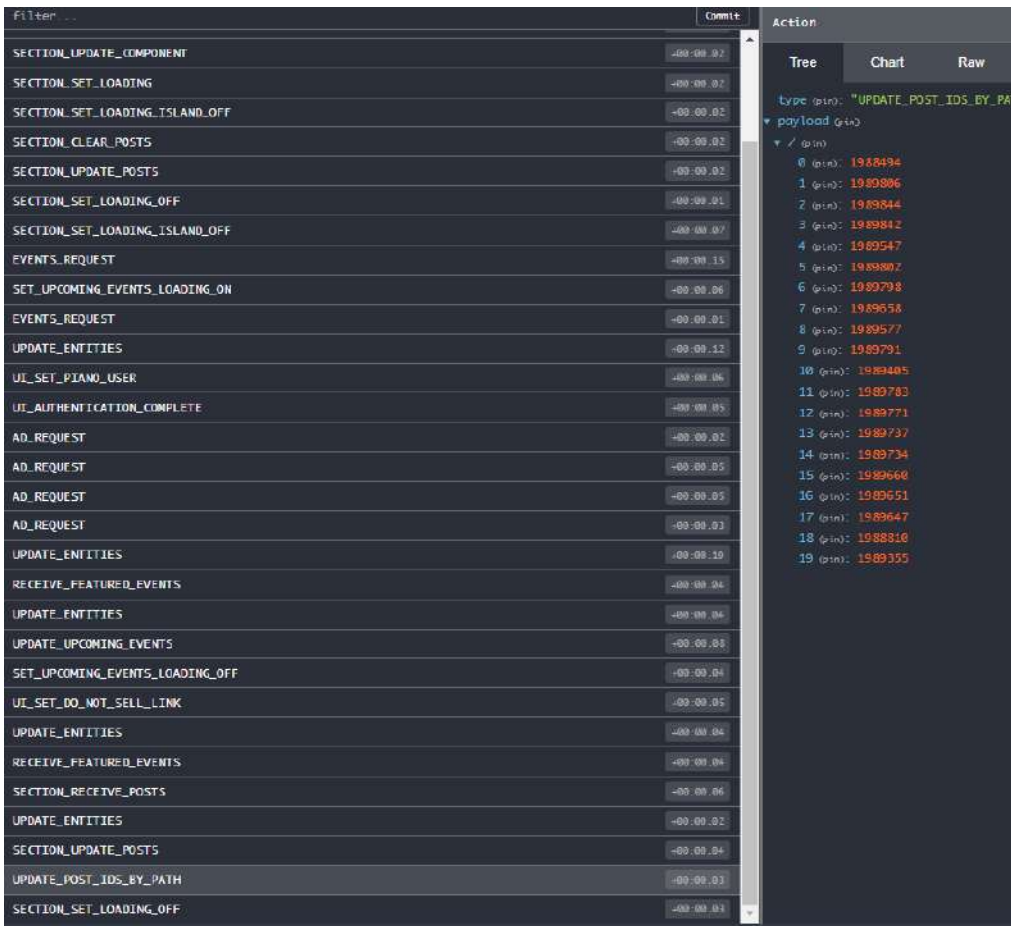 filter...
Commit
SECTION_UPDATE_COMPONENT +00:00.02
SECTION_SET_LOADING +00:00.02
SECTION_SET_LOADING_ISLAND_OFF +00:00.02
SECTION_CLEAR_POSTS +00:00.02
SECTION_UPDATE_POSTS +00:00.02
SECTION_SET_LOADING_OFF +00:00.01
SECTION_SET_LOADING_ISLAND_OFF +00:00.07
EVENTS_REQUEST +00:00.15
SET_UPCOMING_EVENTS_LOADING_ON +00:00.06
EVENTS_REQUEST +00:00.01
UPDATE_ENTITIES +00:00.12
UI_SET_PIANO_USER +00:00.06
UI_AUTHENTICATION_COMPLETE +00:00.05
AD_REQUEST +00:00.02
AD_REQUEST +00:00.05
AD_REQUEST +00:00.05
AD_REQUEST +00:00.03
UPDATE_ENTITIES
RECEIVE_FEATURED_EVENTS +00:00.04
UPDATE_ENTITIES +00:00.04
UPDATE_UPCOMING_EVENTS
SET_UPCOMING_EVENTS_LOADING_OFF +00:00.04
UI_SET_DO_NOT_SELL_LINK +00:00.05
UPDATE_ENTITIES +00:00.04
RECEIVE_FEATURED_EVENTS +00:00.04
SECTION_RECEIVE_POSTS +00:00.06
UPDATE_ENTITIES +00:00.02
SECTION_UPDATE_POSTS +00:00.04
UPDATE_POST_IDS_BY_PATH +00:00.03
SECTION_SET_LOADING_OFF +00:00.03
Action
Tree Chart Raw
type (pin): "UPDATE_POST_IDS_BY_PA
payload (pin)
/ (pin)
0 (pin): 1988494
1 (pin): 1989806
2 (pin): 1989844
3 (pin): 1989842
4 (pin): 1989547
5 (pin): 1989802
6 (pin): 1989798
7 (pin): 1989658
8 (pin): 1989577
9 (pin): 1989791
10 (pin): 1989405
11 (pin): 1989783
12 (pin): 1989771
13 (pin): 1989737
14 (pin): 1989734
15 (pin): 1989660
16 (pin): 1989651
17 (pin): 1989647
18 (pin): 1988810
19 (pin): 1989355